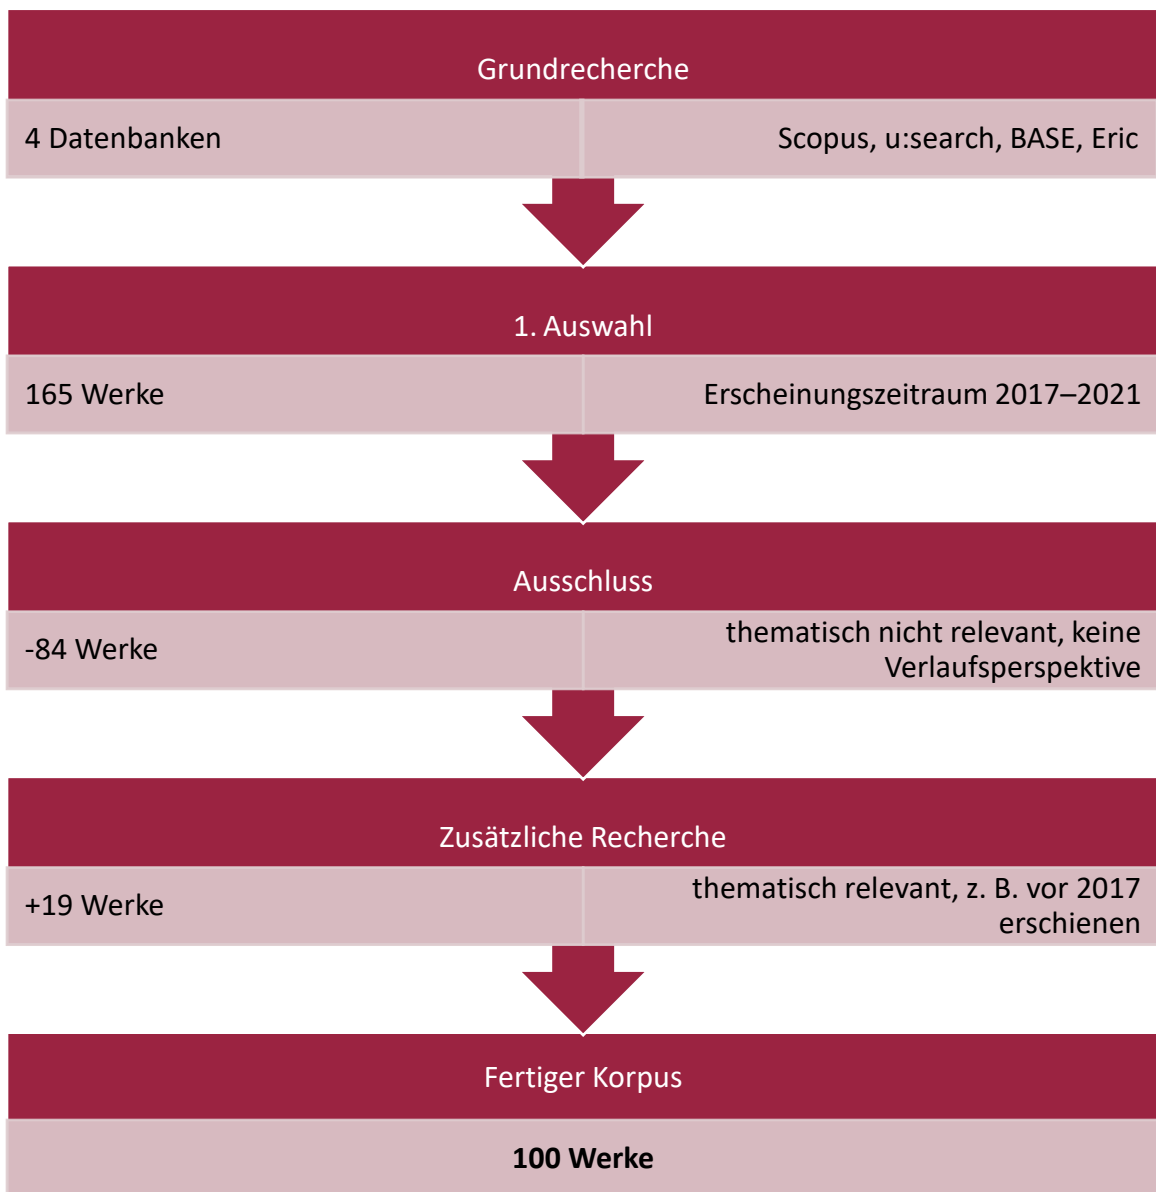 Grundrecherche
4 Datenbanken
Scopus, u:search, BASE, Eric
1. Auswahl
165 Werke
Erscheinungszeitraum 2017–2021
Ausschluss
-84 Werke
thematisch nicht relevant, keine
Verlaufsperspektive
Zusätzliche Recherche
+19 Werke
thematisch relevant, z. B. vor 2017
erschienen
Fertiger Korpus
100 Werke